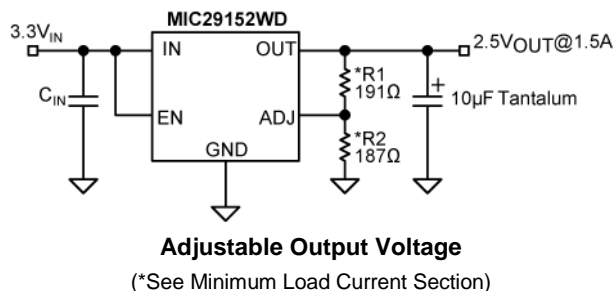 MIC29152WD
3.3VIN
IN
OUT
2.5VOUT@1.5A
*R1
191Ω
+
CIN
10µF Tantalum
EN
ADJ
*R2
187Ω
GND
Adjustable Output Voltage
(*See Minimum Load Current Section)